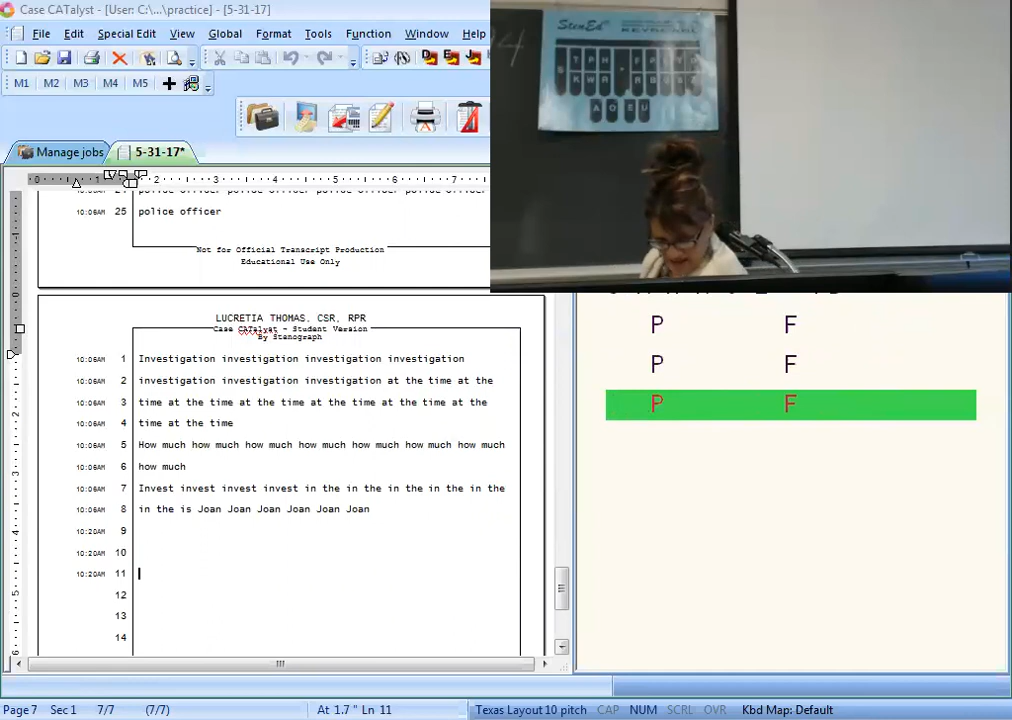 Case CATalyst - [User: C:\...\practice] - [5-31-17]
File Edit Special Edit View Global Format Tools Function Window Help
M1 M2 M3 M4 M5
Manage jobs 5-31-17*
10:06AM 25 police officer
Not for Official Transcript Production
Educational Use Only
LUCRETIA THOMAS, CSR, RPR
Case CATalyst - Student Version
By Stenograph
10:06AM 1 Investigation investigation investigation investigation
10:06AM 2 investigation investigation investigation at the time at the
10:06AM 3 time at the time at the time at the time at the time at the
10:06AM 4 time at the time
10:06AM 5 How much how much how much how much how much how much how much
10:06AM 6 how much
10:06AM 7 Invest invest invest invest in the in the in the in the in the
10:06AM 8 in the is Joan Joan Joan Joan Joan Joan
10:20AM 9
10:20AM 10
10:20AM 11
12
13
14
StenEd
KEYBOARD
S T P H * F P L T D
K W R R B G S Z
A O E U
P F
P F
P F
Page 7 Sec 1 7/7 (7/7) At 1.7 " Ln 11 Texas Layout 10 pitch CAP NUM SCRL OVR Kbd Map: Default